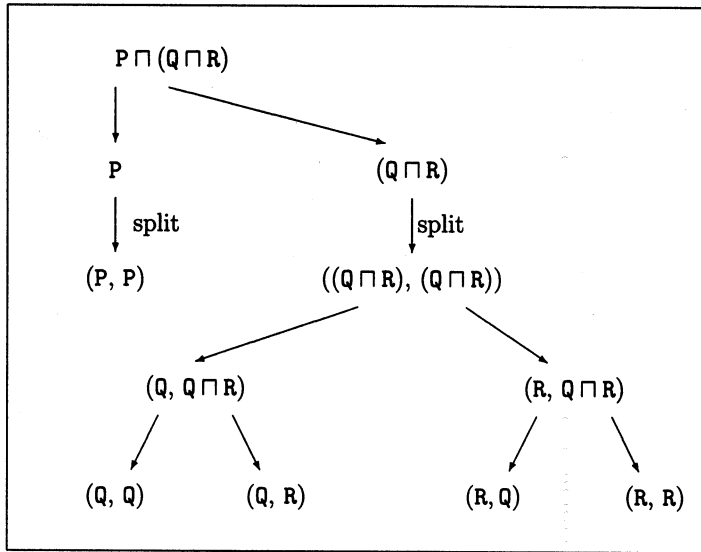 P ⊓ (Q ⊓ R)
P (Q ⊓ R)
split split
(P, P) ((Q ⊓ R), (Q ⊓ R))
(Q, Q ⊓ R) (R, Q ⊓ R)
(Q, Q) (Q, R) (R, Q) (R, R)